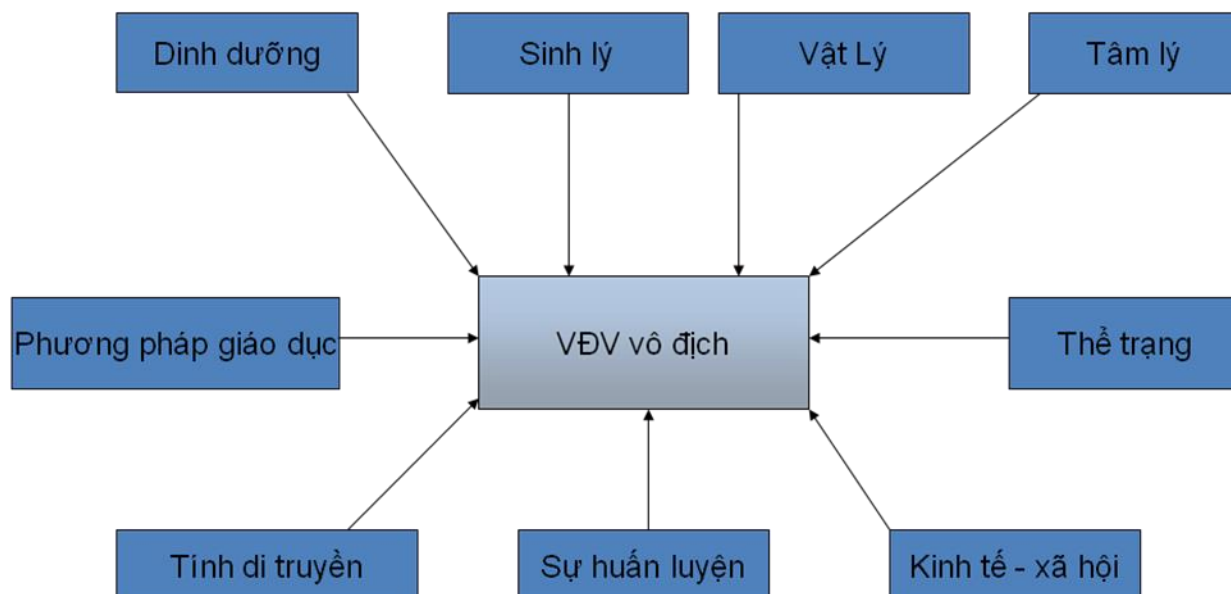 Dinh dưỡng
Sinh lý
Vật Lý
Tâm lý
Phương pháp giáo dục
VĐV vô địch
Thể trạng
Tính di truyền
Sự huấn luyện
Kinh tế - xã hội